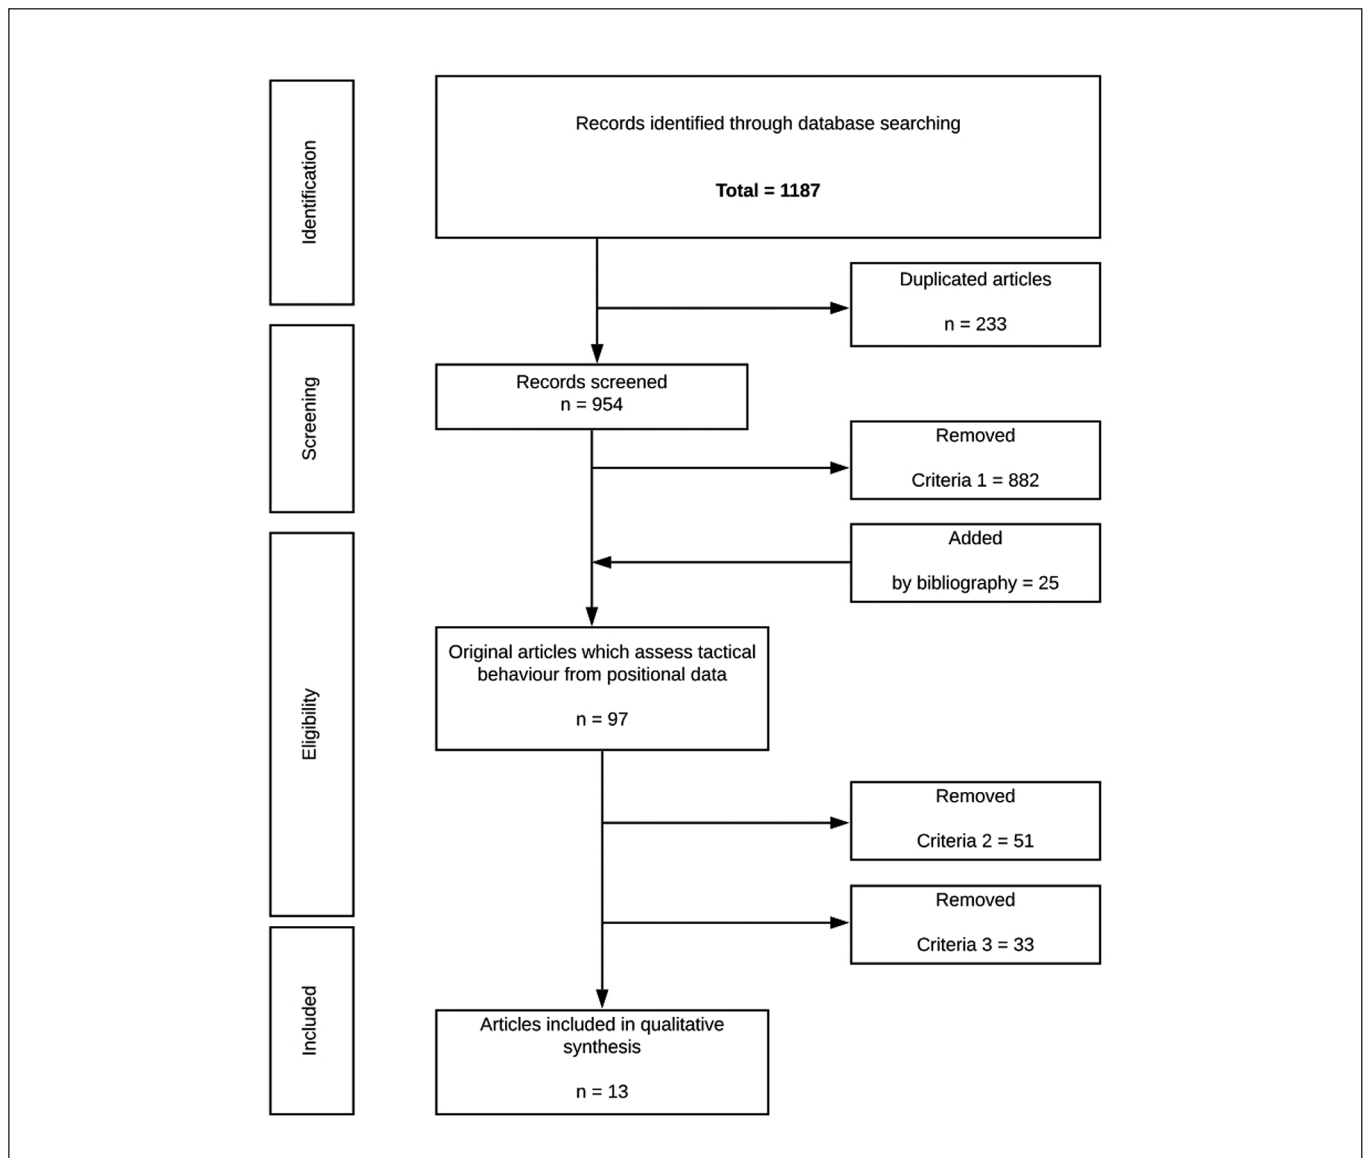 Identification
Records identified through database searching
Total = 1187
Duplicated articles
n = 233
Screening
Records screened
n = 954
Removed
Criteria 1 = 882
Added
by bibliography = 25
Eligibility
Original articles which assess tactical
behaviour from positional data
n = 97
Removed
Criteria 2 = 51
Removed
Criteria 3 = 33
Included
Articles included in qualitative
synthesis
n = 13